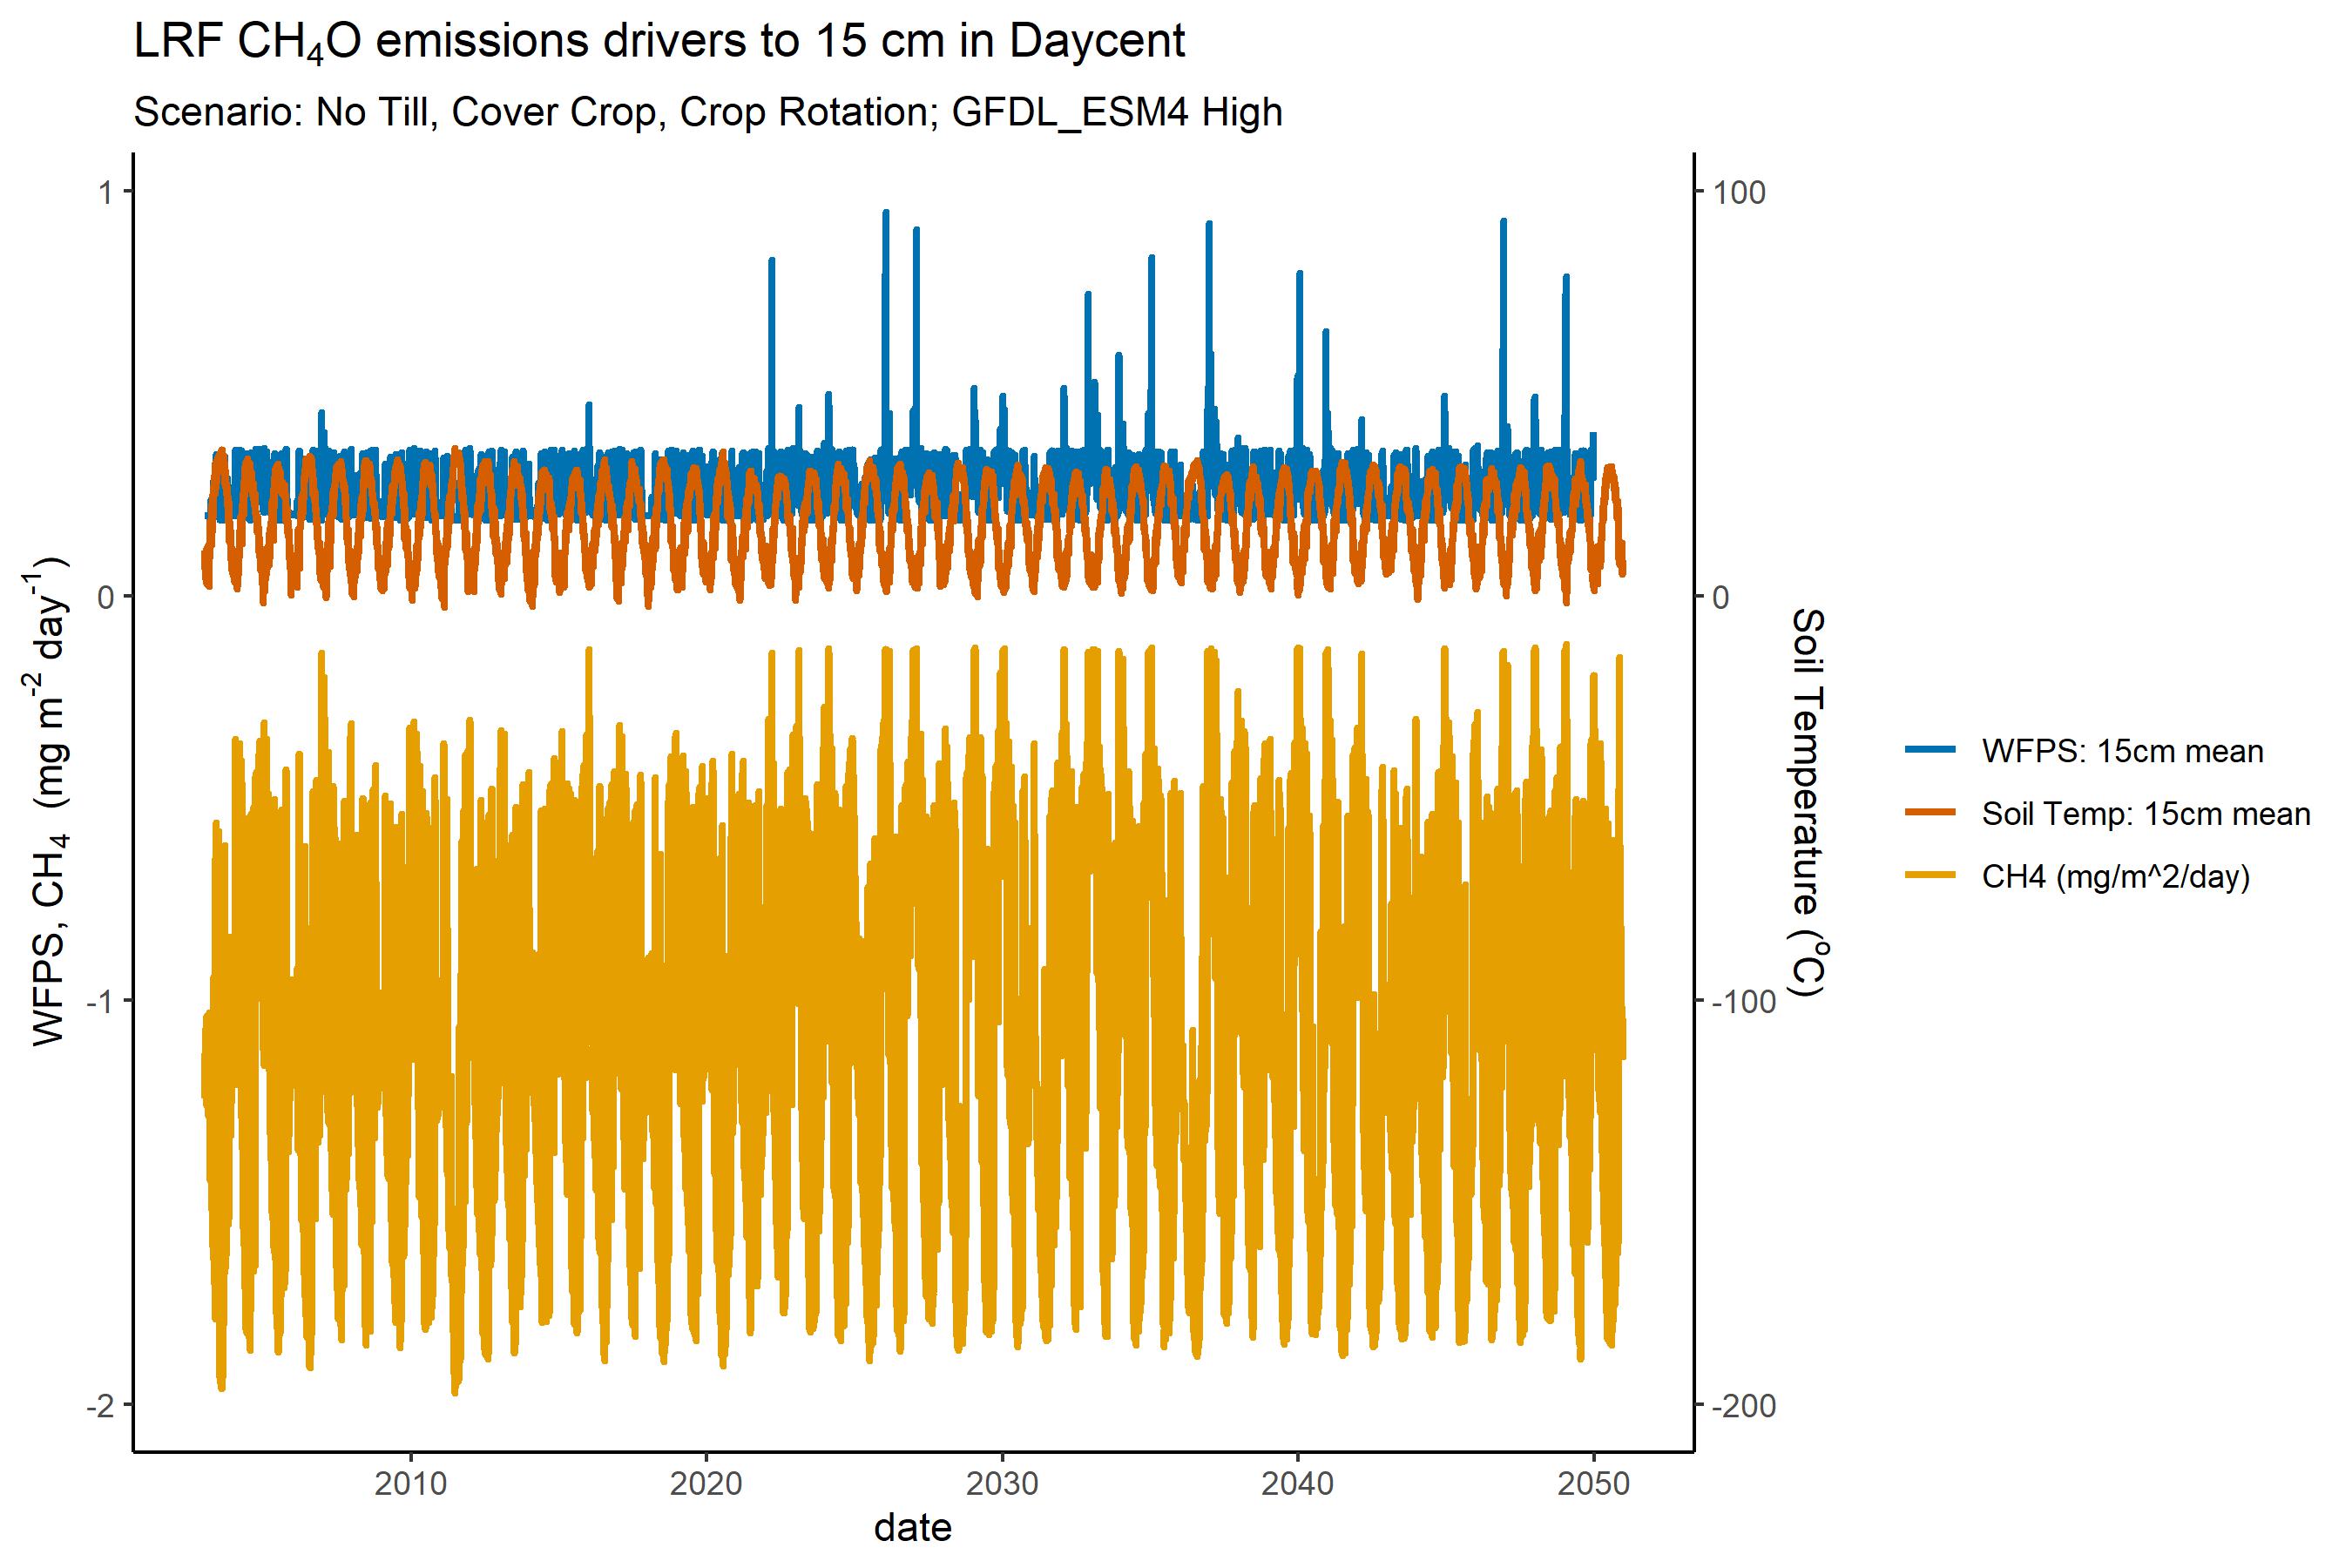 LRF CH₄O emissions drivers to 15 cm in Daycent
Scenario: No Till, Cover Crop, Crop Rotation; GFDL_ESM4 High
1
0
-1
-2
WFPS, CH₄ (mg m⁻² day⁻¹)
100
0
-100
-200
Soil Temperature (ᵒC)
2010
2020
2030
2040
2050
date
WFPS: 15cm mean
Soil Temp: 15cm mean
CH4 (mg/m^2/day)